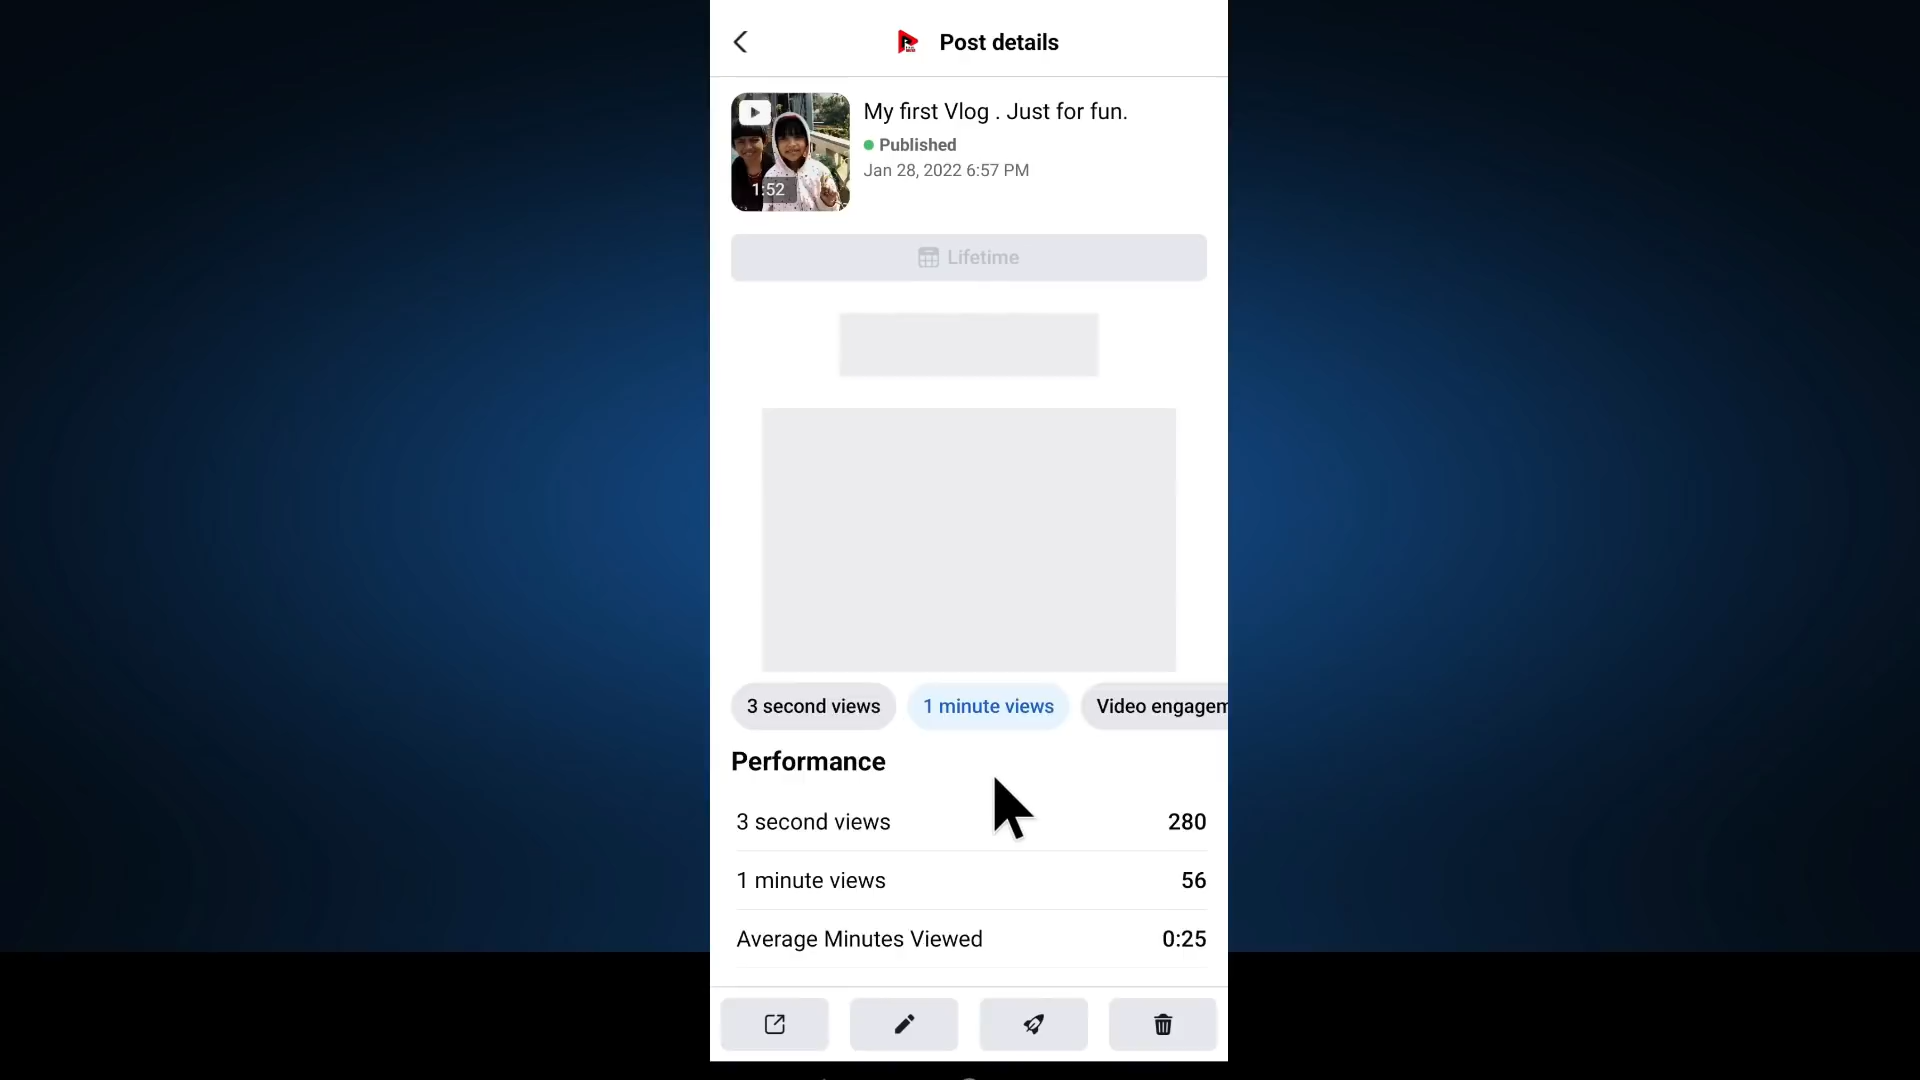 Post details
My first Vlog . Just for fun.
Published
Jan 28, 2022 6:57 PM
1:52
Lifetime
3 second views
1 minute views
Video engagem
Performance
3 second views 280
1 minute views 56
Average Minutes Viewed 0:25